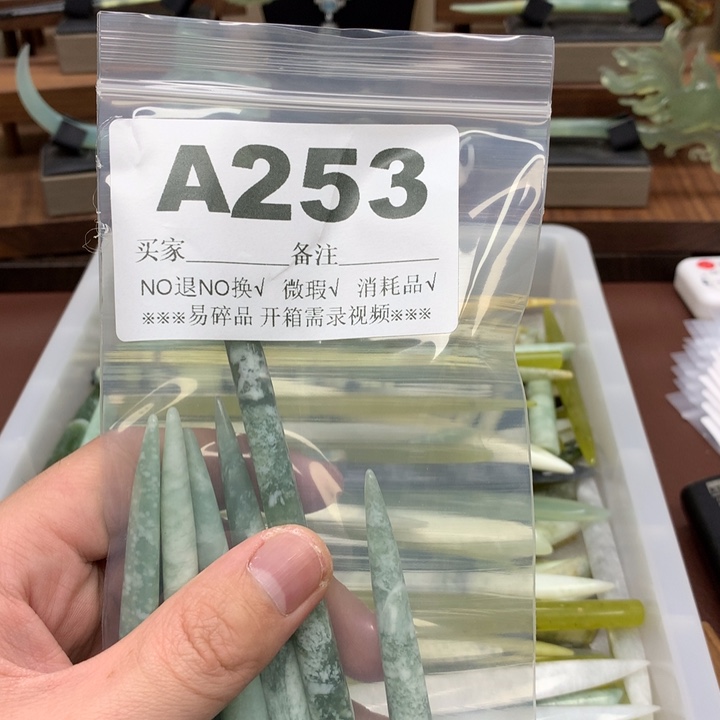 A253
买家________备注________
NO退NO换√ 微瑕√ 消耗品√
※※※易碎品 开箱需录视频※※※